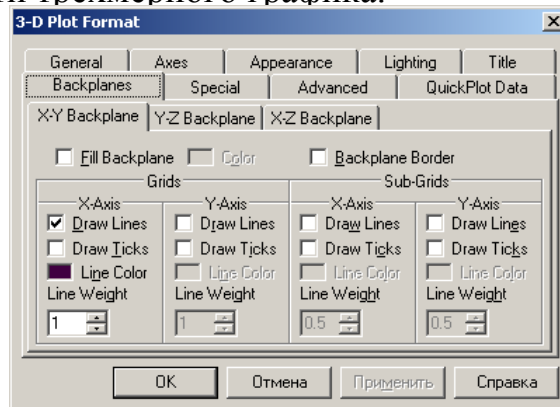 трехмерного графика.
3-D Plot Format
General Axes Appearance Lighting Title
Backplanes Special Advanced QuickPlot Data
X-Y Backplane Y-Z Backplane X-Z Backplane
Fill Backplane Color Backplane Border
Grids Sub-Grids
X-Axis Y-Axis X-Axis Y-Axis
Draw Lines Draw Lines Draw Lines Draw Lines
Draw Ticks Draw Ticks Draw Ticks Draw Ticks
Line Color Line Color Line Color Line Color
Line Weight Line Weight Line Weight Line Weight
1 1 0.5 0.5
OK Отмена Применить Справка